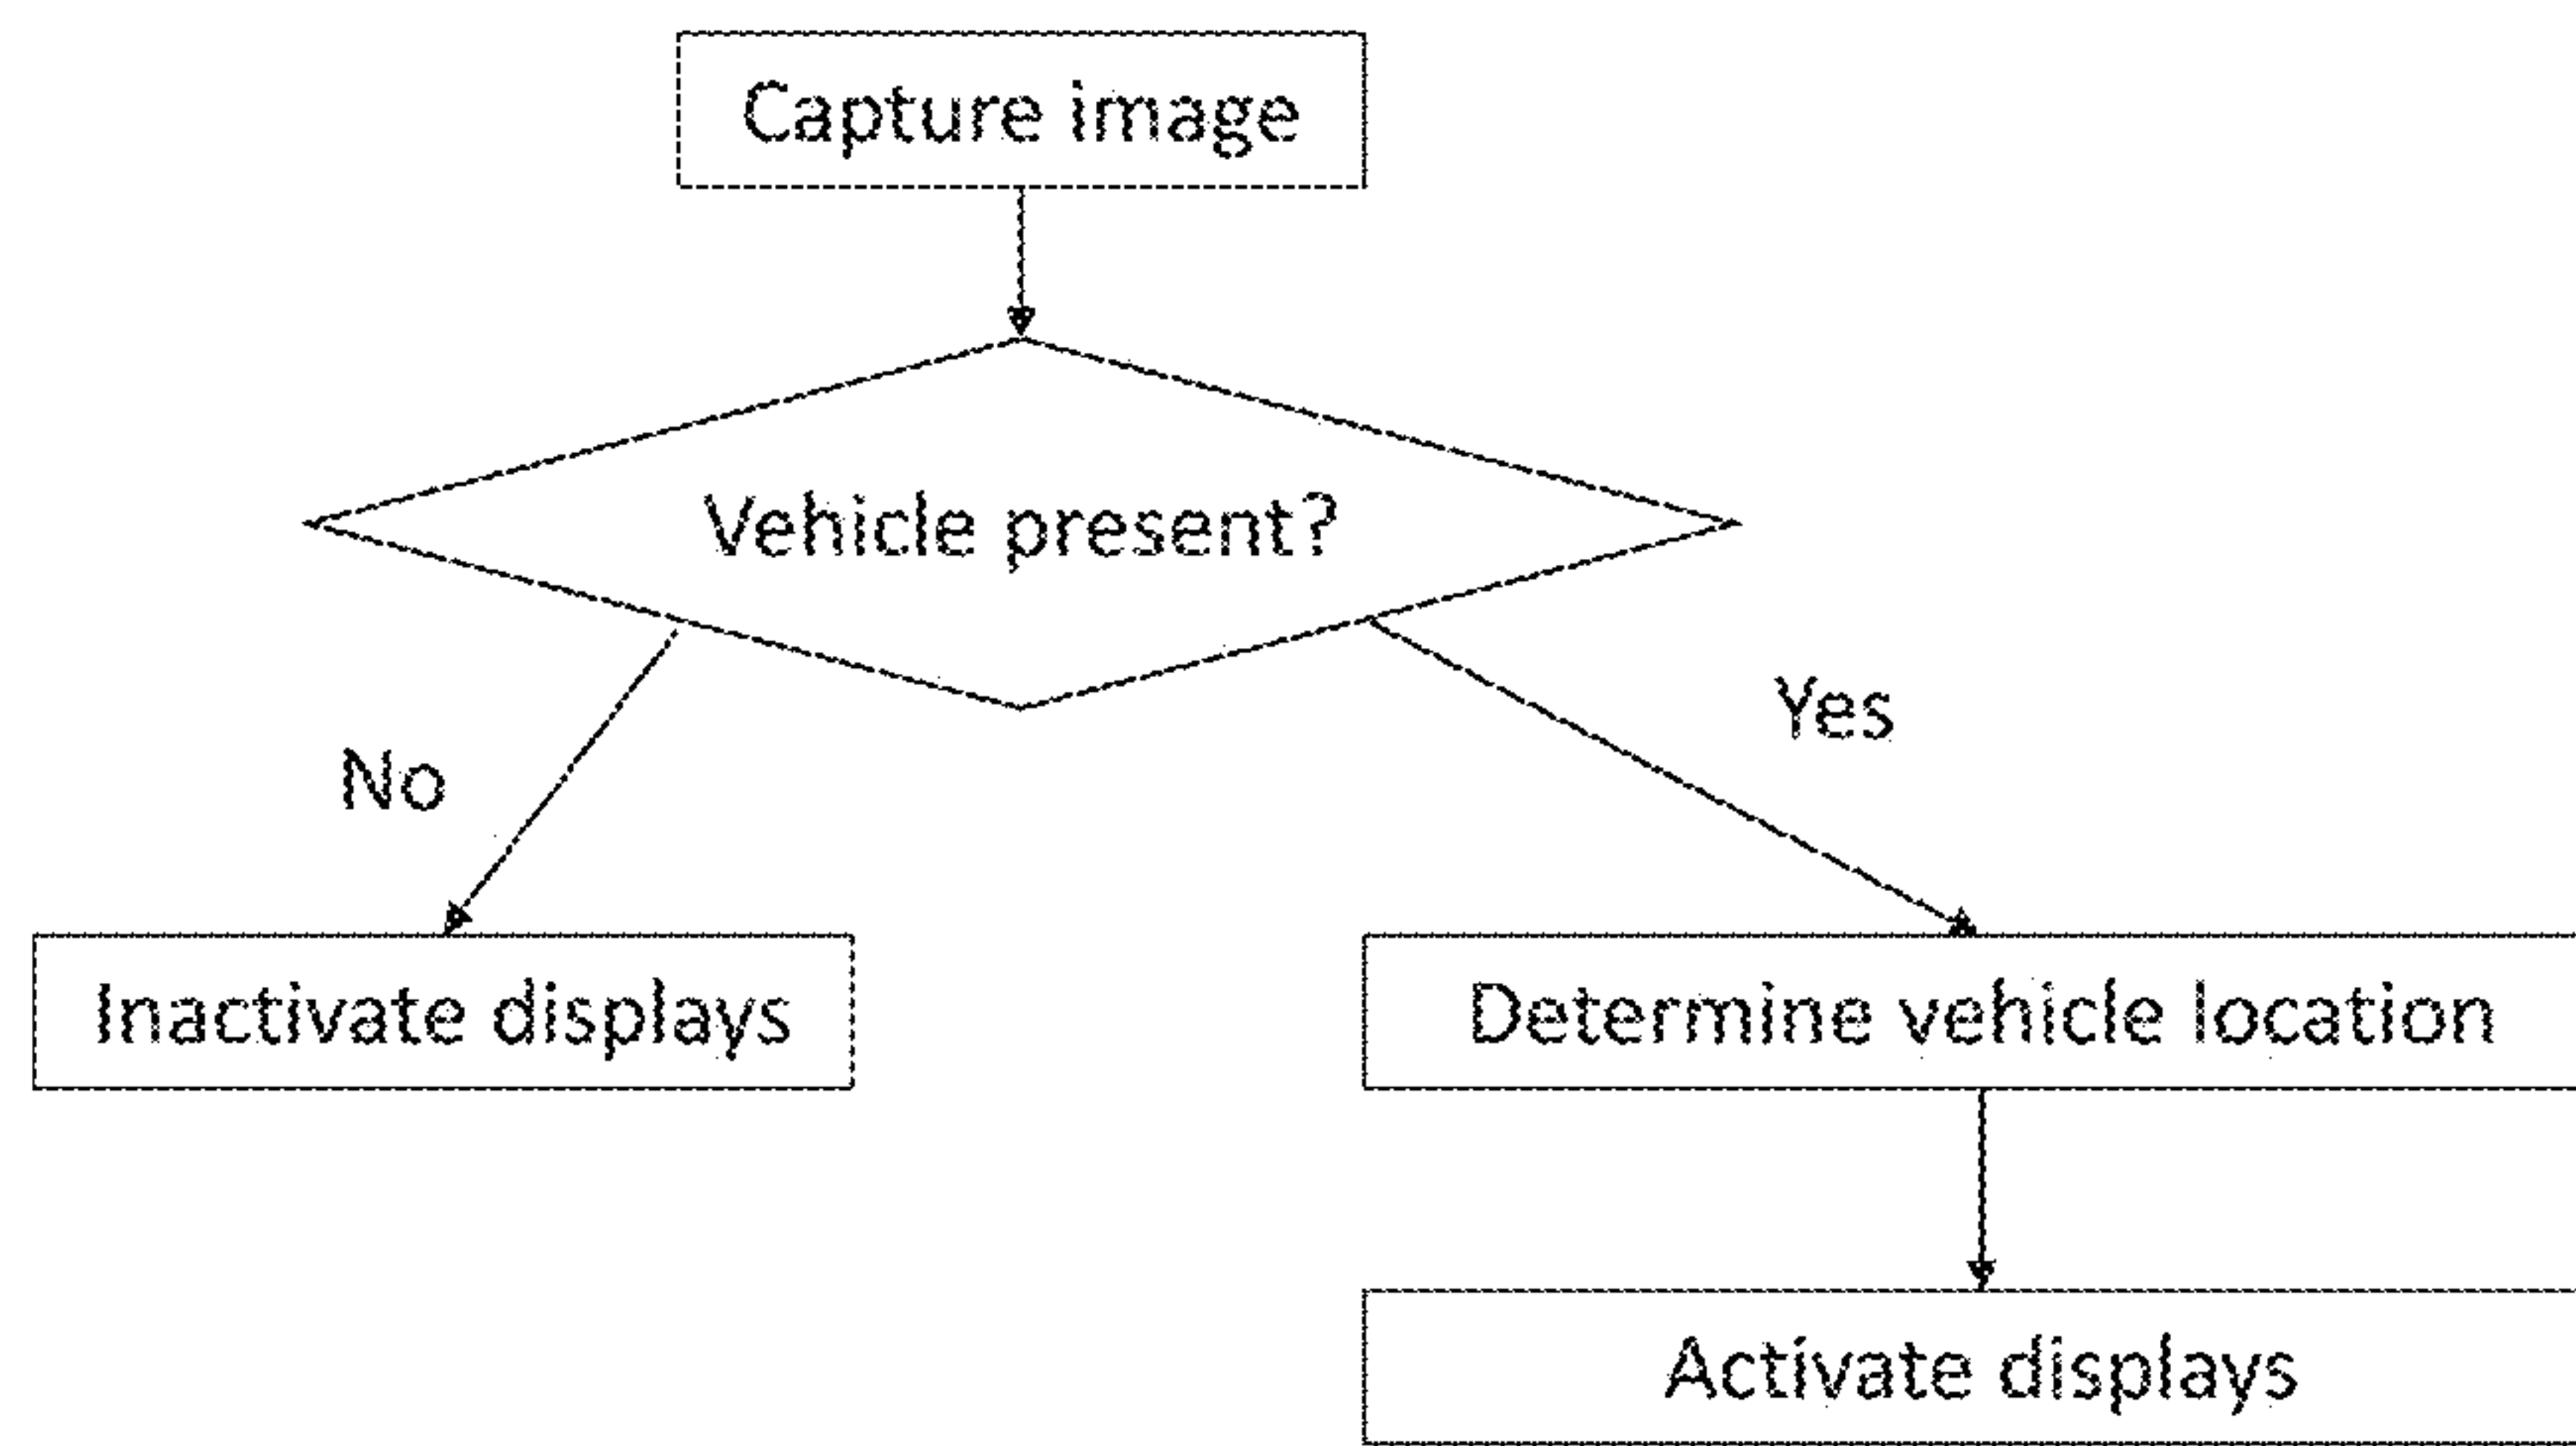 Capture image
Vehicle present?
Yes
No
Inactivate displays
Determine vehicle location
Activate displays